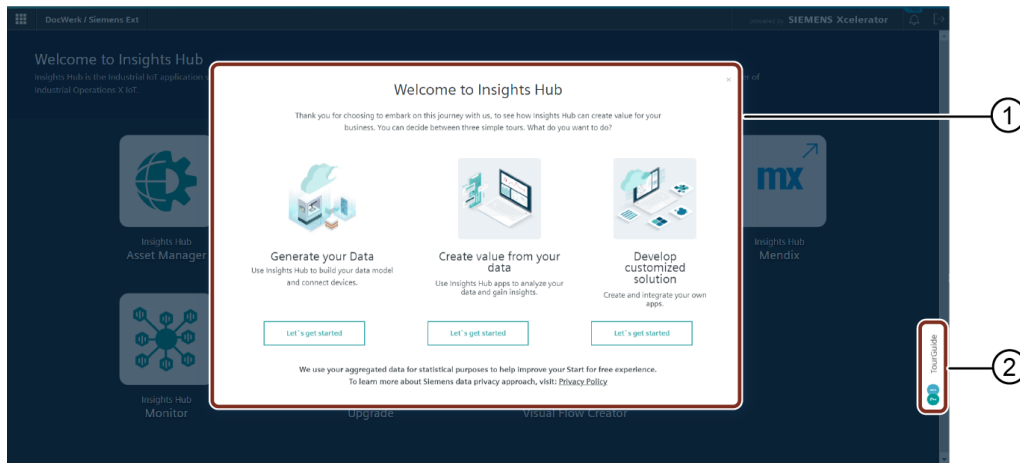 DocWerk / Siemens Ext
powered by SIEMENS Xcelerator
Welcome to Insights Hub
Insights Hub is the Industrial IoT application
Industrial Operations X IoT.
er of
Welcome to Insights Hub
×
Thank you for choosing to embark on this journey with us, to see how Insights Hub can create value for your
business. You can decide between three simple tours. What do you want to do?
Generate your Data
Use Insights Hub to build your data model
and connect devices.
Let`s get started
Create value from your
data
Use Insights Hub apps to analyze your
data and gain insights.
Let`s get started
Develop
customized
solution
Create and integrate your own
apps.
Let`s get started
We use your aggregated data for statistical purposes to help improve your Start for free experience.
To learn more about Siemens data privacy approach, visit: Privacy Policy
Insights Hub
Asset Manager
mx
Insights Hub
Mendix
Insights Hub
Monitor
Upgrade
Visual Flow Creator
TourGuide
?
1
2